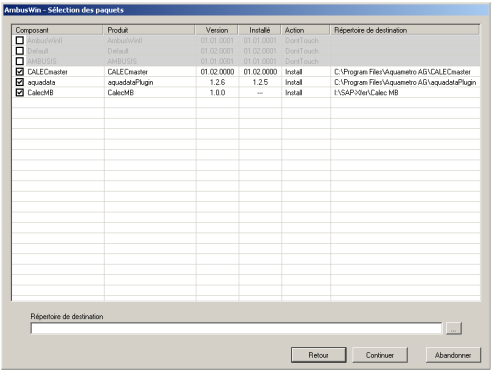 AmbusWin - Sélection des paquets
Composant Produit Version Installé Action Répertoire de destination
AmbusWinIntl AmbusWinIntl 01.01.0001 01.01.0001 DontTouch
Default Default 01.02.0001 01.02.0001 DontTouch
AMBUSIS AMBUSIS 01.01.0001 01.01.0001 DontTouch
CALECmaster CALECmaster 01.02.0000 01.02.0000 Install C:\Program Files\Aquametro AG\CALECmaster
aquadata aquadataPlugin 1.2.6 1.2.5 Install C:\Program Files\Aquametro AG\aquadataPlugin
CalecMB CalecMB 1.0.0 --- Install I:\SAP-Xfer\Calec MB
Répertoire de destination
...
Retour Continuer Abandonner